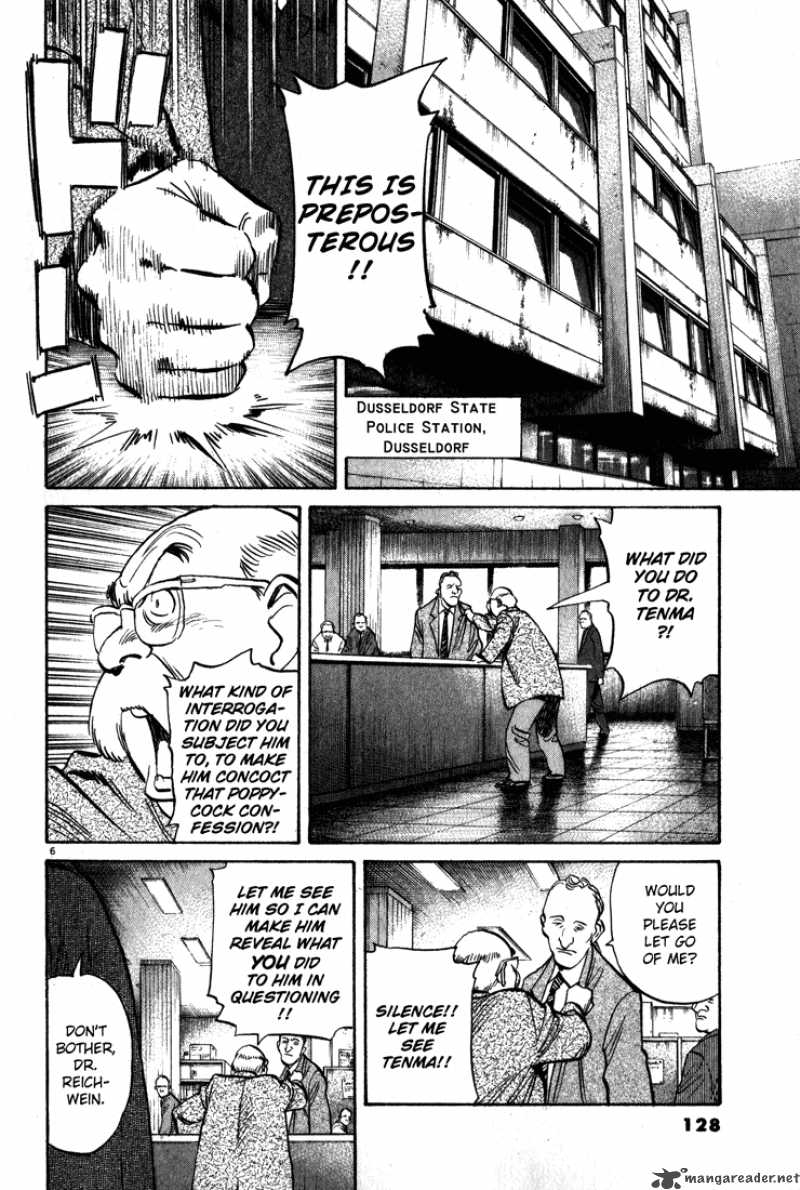 THIS IS
PREPOS-
TEROUS
!!
DUSSELDORF STATE
POLICE STATION,
DUSSELDORF
WHAT DID
YOU DO
TO DR.
TENMA
?!
WHAT KIND OF
INTERROGA-
TION DID YOU
SUBJECT HIM
TO, TO MAKE
HIM CONCOCT
THAT POPPY-
COCK CON-
FESSION?!
6
WOULD
YOU
PLEASE
LET GO
OF ME?
SILENCE!!
LET ME
SEE
TENMA!!
LET ME SEE
HIM SO I CAN
MAKE HIM
REVEAL WHAT
YOU DID
TO HIM IN
QUESTIONING
!!
DON'T
BOTHER,
DR.
REICH-
WEIN.
128
mangareader.net